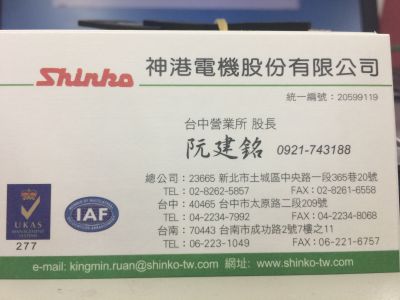 Shinko 神港電機股份有限公司
統一編號：20599119
台中營業所 股長
阮建銘 0921-743188
總公司：23665 新北市土城區中央路一段365巷20號
TEL：02-8262-5857 FAX：02-8261-6558
台中：40465 台中市太原路二段209號
TEL：04-2234-7992 FAX：04-2234-8068
台南：70443 台南市成功路2號7樓之11
TEL：06-223-1049 FAX：06-221-6757
UKAS
MANAGEMENT
SYSTEMS
277
IAF
e-mail: kingmin.ruan@shinko-tw.com 網址: www.shinko-tw.com